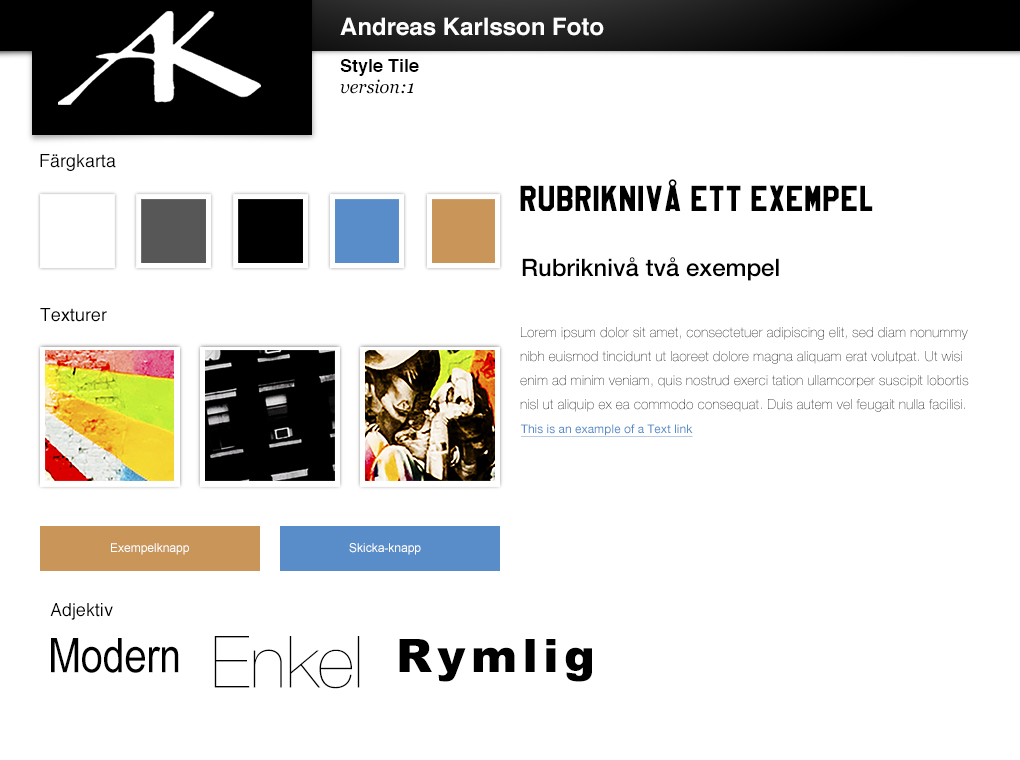 AK
Andreas Karlsson Foto
Style Tile
version:1
Färgkarta
RUBRIKNIVÅ ETT EXEMPEL
Rubriknivå två exempel
Texturer
Lorem ipsum dolor sit amet, consectetuer adipiscing elit, sed diam nonummy
nibh euismod tincidunt ut laoreet dolore magna aliquam erat volutpat. Ut wisi
enim ad minim veniam, quis nostrud exerci tation ullamcorper suscipit lobortis
nisl ut aliquip ex ea commodo consequat. Duis autem vel feugait nulla facilisi.
This is an example of a Text link
Exempelknapp
Skicka-knapp
Adjektiv
Modern Enkel Rymlig